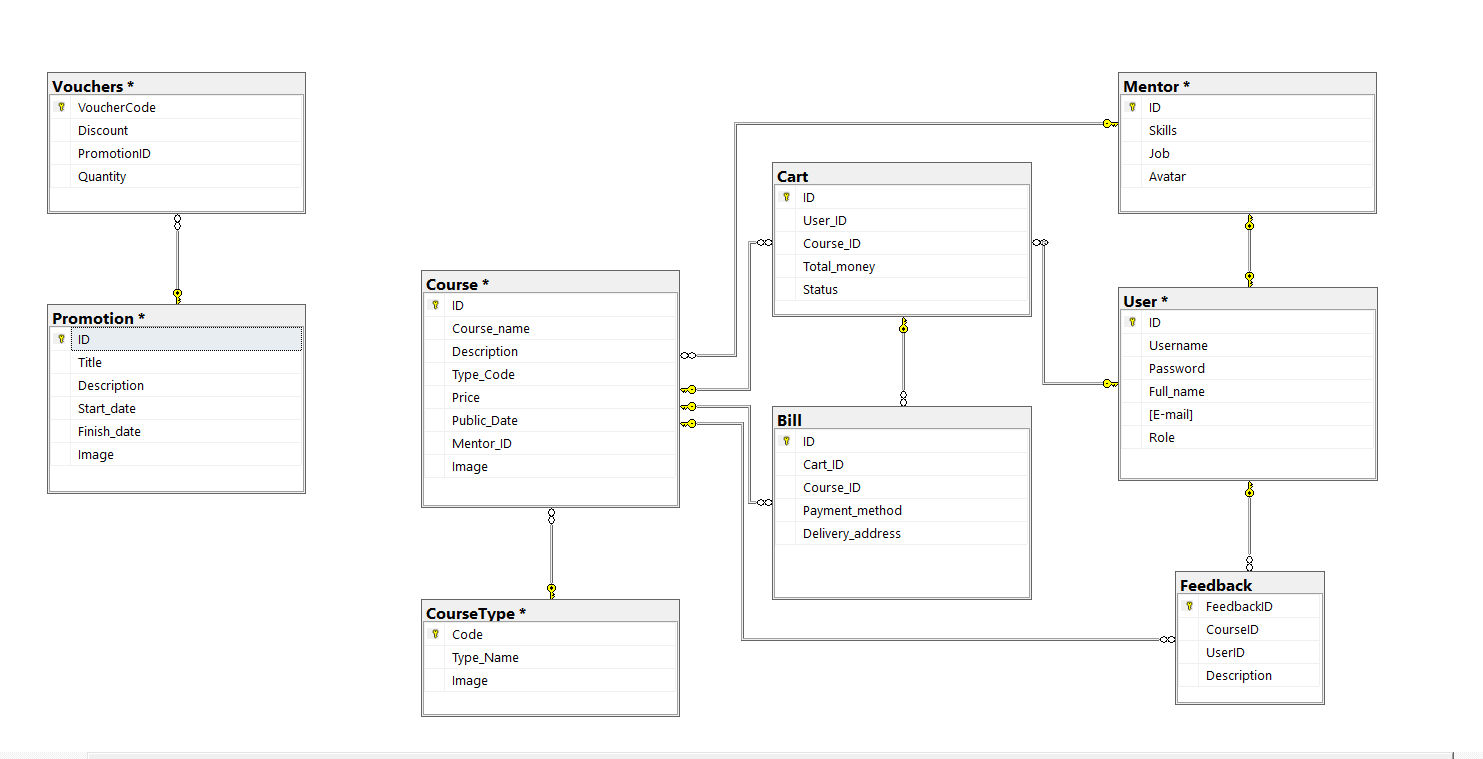 Vouchers *
VoucherCode
Discount
PromotionID
Quantity
Promotion *
ID
Title
Description
Start_date
Finish_date
Image
Course *
ID
Course_name
Description
Type_Code
Price
Public_Date
Mentor_ID
Image
CourseType *
Code
Type_Name
Image
Cart
ID
User_ID
Course_ID
Total_money
Status
Bill
ID
Cart_ID
Course_ID
Payment_method
Delivery_address
Mentor *
ID
Skills
Job
Avatar
User *
ID
Username
Password
Full_name
[E-mail]
Role
Feedback
FeedbackID
CourseID
UserID
Description